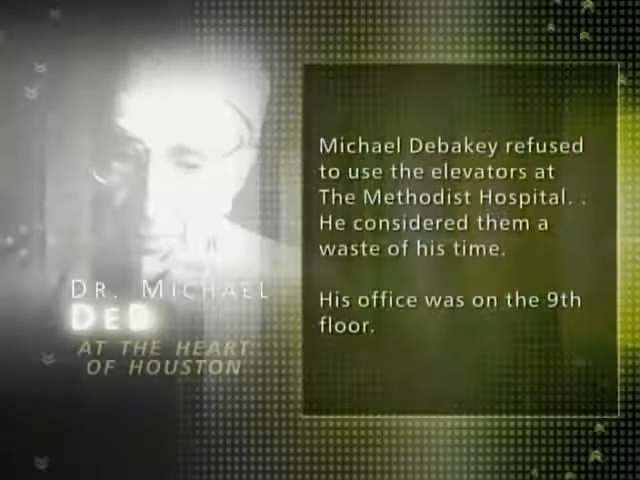 Michael Debakey refused
to use the elevators at
The Methodist Hospital. .
He considered them a
waste of his time.
His office was on the 9th
floor.
DR. MICHAEL
DEB
AT THE HEART
OF HOUSTON